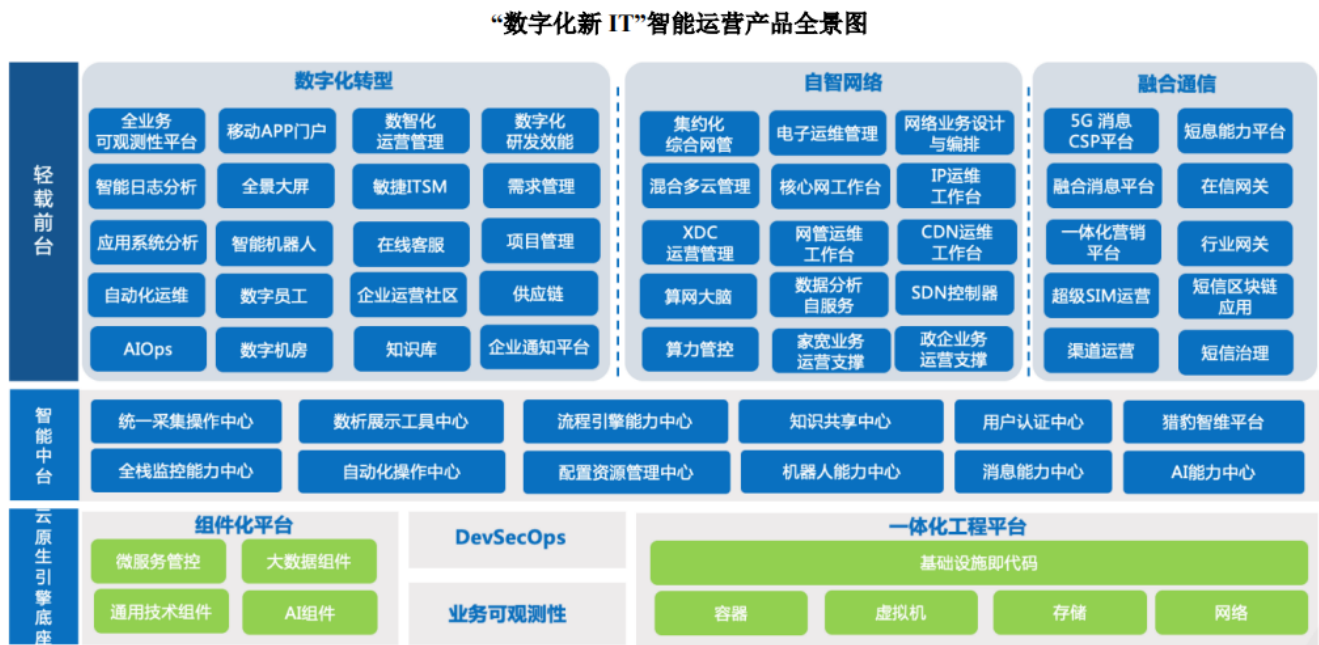 “数字化新 IT”智能运营产品全景图
轻载前台
数字化转型
全业务
可观测性平台
移动APP门户
数智化
运营管理
数字化
研发效能
智能日志分析
全景大屏
敏捷ITSM
需求管理
应用系统分析
智能机器人
在线客服
项目管理
自动化运维
数字员工
企业运营社区
供应链
AIOps
数字机房
知识库
企业通知平台
自智网络
集约化
综合网管
电子运维管理
网络业务设计
与编排
混合多云管理
核心网工作台
IP运维
工作台
XDC
运营管理
网管运维
工作台
CDN运维
工作台
算网大脑
数据分析
自服务
SDN控制器
算力管控
家宽业务
运营支撑
政企业务
运营支撑
融合通信
5G 消息
CSP平台
短息能力平台
融合消息平台
在信网关
一体化营销
平台
行业网关
超级SIM运营
短信区块链
应用
渠道运营
短信治理
智能中台
统一采集操作中心
数析展示工具中心
流程引擎能力中心
知识共享中心
用户认证中心
猎豹智维平台
全栈监控能力中心
自动化操作中心
配置资源管理中心
机器人能力中心
消息能力中心
AI能力中心
云原生引擎底座
组件化平台
微服务管控
大数据组件
通用技术组件
AI组件
DevSecOps
业务可观测性
一体化工程平台
基础设施即代码
容器
虚拟机
存储
网络